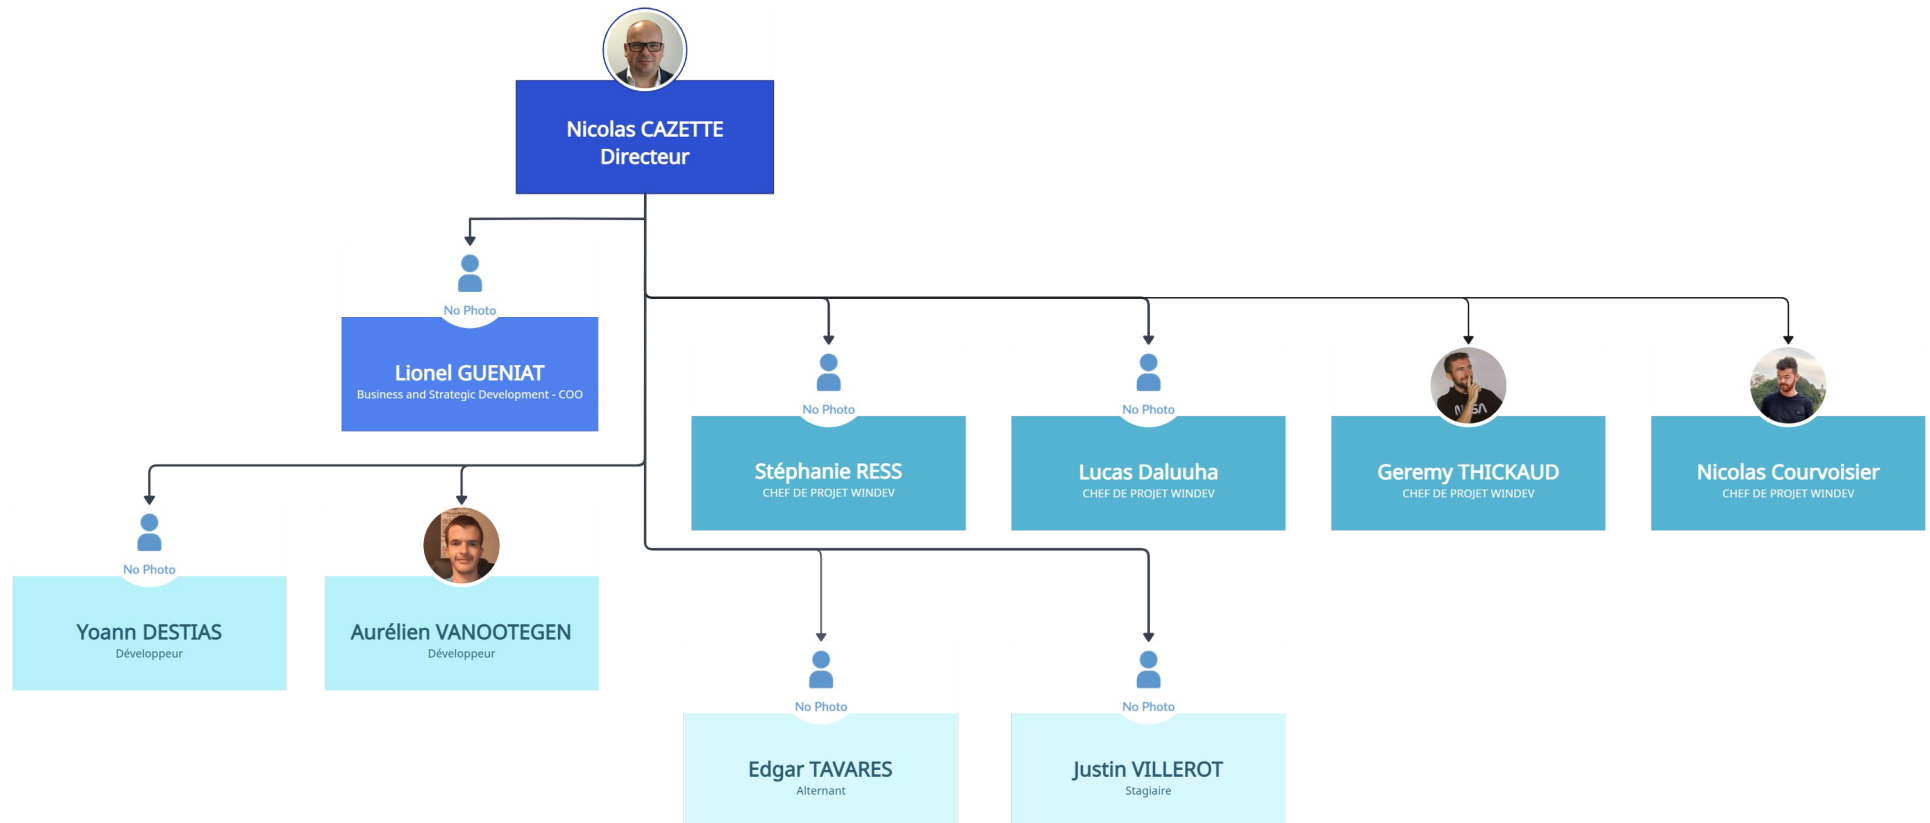 Nicolas CAZETTE
Directeur
No Photo
Lionel GUENIAT
Business and Strategic Development - COO
No Photo
Stéphanie RESS
CHEF DE PROJET WINDEV
No Photo
Lucas Daluuha
CHEF DE PROJET WINDEV
Geremy THICKAUD
CHEF DE PROJET WINDEV
Nicolas Courvoisier
CHEF DE PROJET WINDEV
No Photo
Yoann DESTIAS
Développeur
Aurélien VANOOTEGEN
Développeur
No Photo
Edgar TAVARES
Alternant
No Photo
Justin VILLEROT
Stagiaire